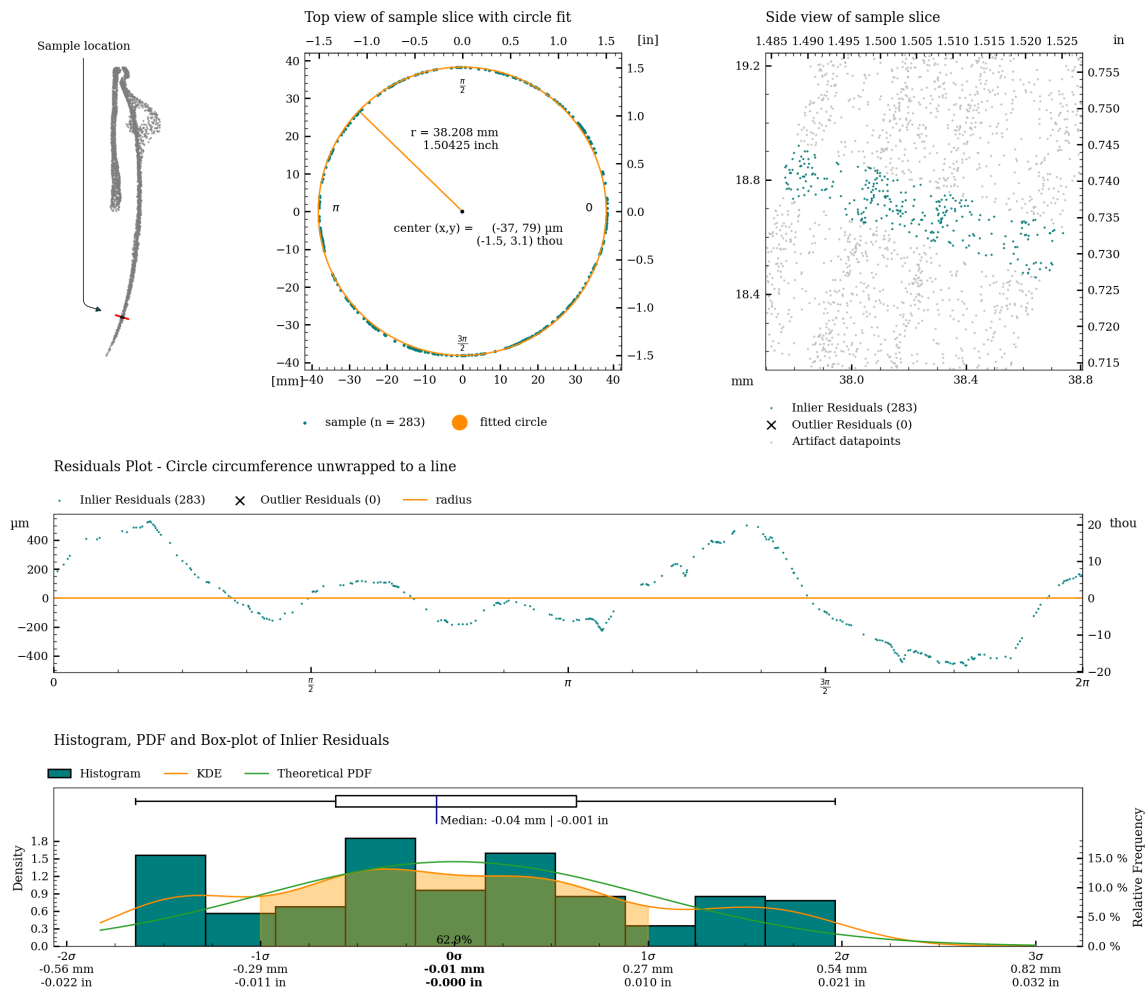 Sample location
Top view of sample slice with circle fit
−1.5 −1.0 −0.5 0.0 0.5 1.0 1.5 [in]
40
30
20
10
0
−10
−20
−30
−40
1.5
1.0
0.5
0.0
−0.5
−1.0
−1.5
π/2
r = 38.208 mm
1.50425 inch
π
0
center (x,y) = (-37, 79) µm
(-1.5, 3.1) thou
3π/2
[mm] −40 −30 −20 −10 0 10 20 30 40
sample (n = 283) fitted circle
Side view of sample slice
1.485 1.490 1.495 1.500 1.505 1.510 1.515 1.520 1.525 in
19.2
18.8
18.4
0.755
0.750
0.745
0.740
0.735
0.730
0.725
0.720
0.715
mm 38.0 38.4 38.8
Inlier Residuals (283)
Outlier Residuals (0)
Artifact datapoints
Residuals Plot - Circle circumference unwrapped to a line
Inlier Residuals (283) Outlier Residuals (0) radius
µm
400
200
0
−200
−400
thou
20
10
0
−10
−20
0 π/2 π 3π/2 2π
Histogram, PDF and Box-plot of Inlier Residuals
Histogram KDE Theoretical PDF
Median: -0.04 mm | -0.001 in
Density
1.8
1.5
1.2
0.9
0.6
0.3
0.0
Relative Frequency
15.0 %
10.0 %
5.0 %
0.0 %
62.9%
-2σ -1σ 0σ 1σ 2σ 3σ
-0.56 mm -0.29 mm -0.01 mm 0.27 mm 0.54 mm 0.82 mm
-0.022 in -0.011 in -0.000 in 0.010 in 0.021 in 0.032 in